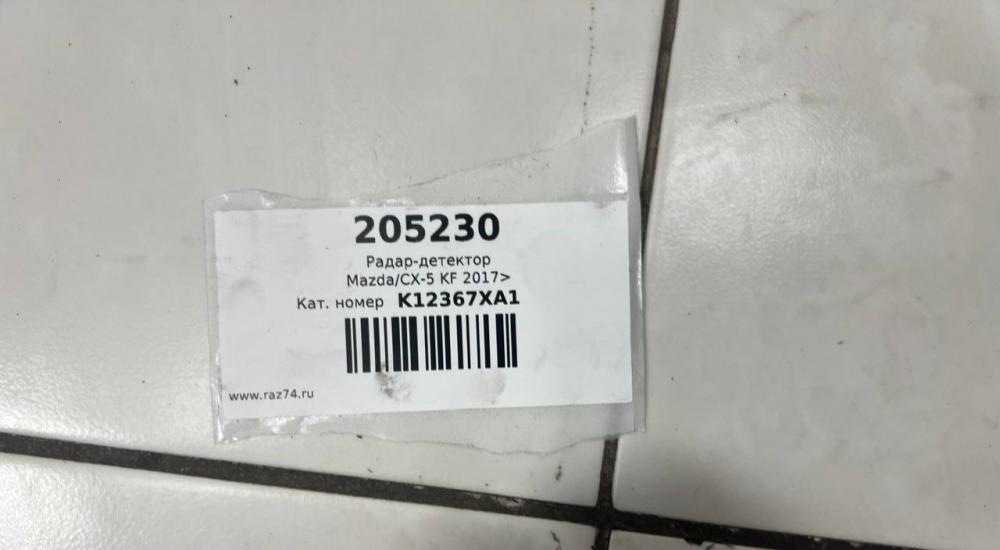 205230
Радар-детектор
Mazda/CX-5 KF 2017>
Кат. номер K12367XA1
www.raz74.ru